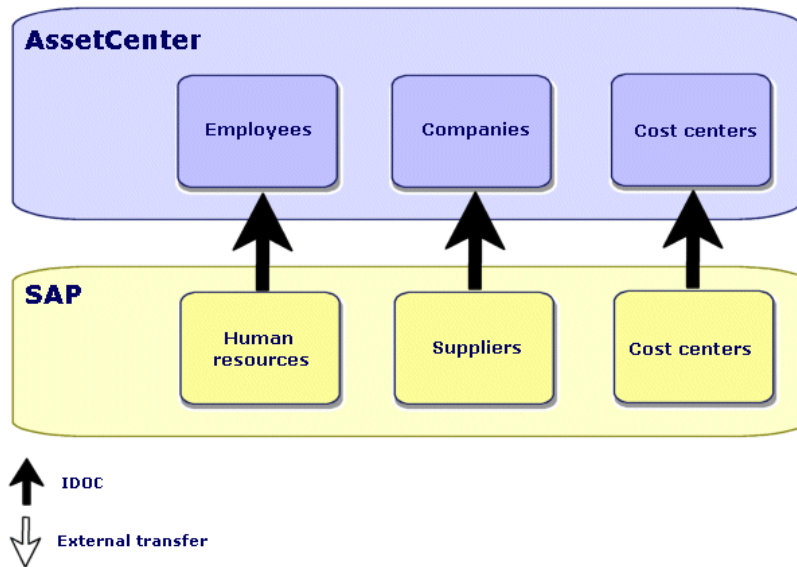 AssetCenter
Employees
Companies
Cost centers
SAP
Human
resources
Suppliers
Cost centers
IDOC
External transfer